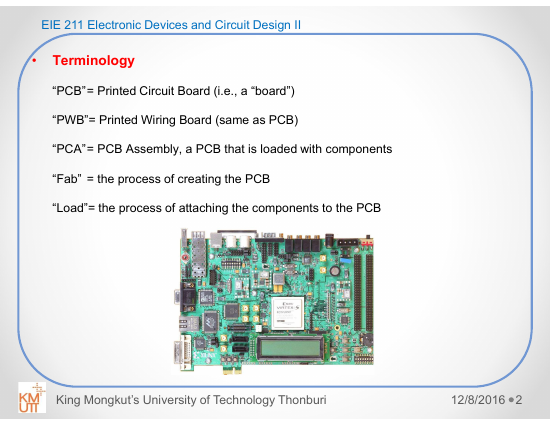 EIE 211 Electronic Devices and Circuit Design II
• Terminology
“PCB”= Printed Circuit Board (i.e., a “board”)
“PWB”= Printed Wiring Board (same as PCB)
“PCA”= PCB Assembly, a PCB that is loaded with components
“Fab” = the process of creating the PCB
“Load”= the process of attaching the components to the PCB
KM
UTT
King Mongkut’s University of Technology Thonburi
12/8/2016 •2